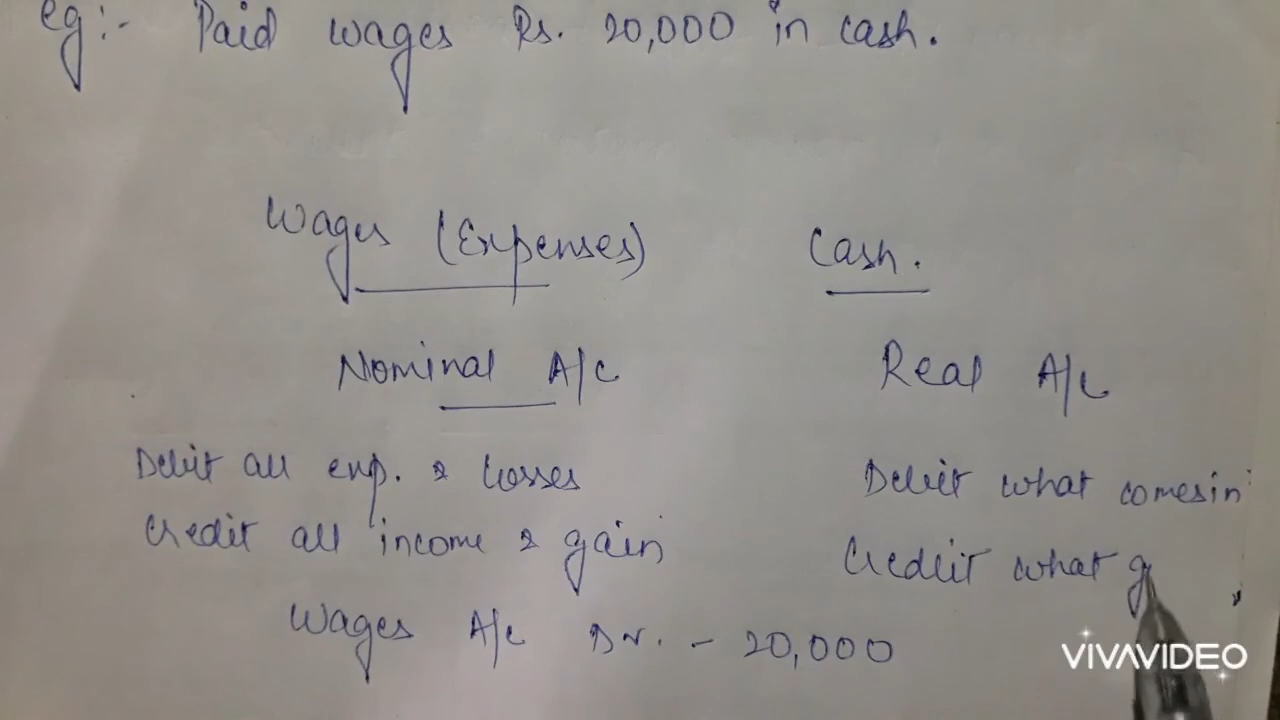 eg:- Paid wages Rs. 20,000 in cash.
Wages (Expenses) Cash.
Nominal A/c Real A/c
Debit all exp. & losses Debit what comes in
Credit all income & gain Credit what g
Wages A/c Dr. - 20,000
VIVAVIDEO